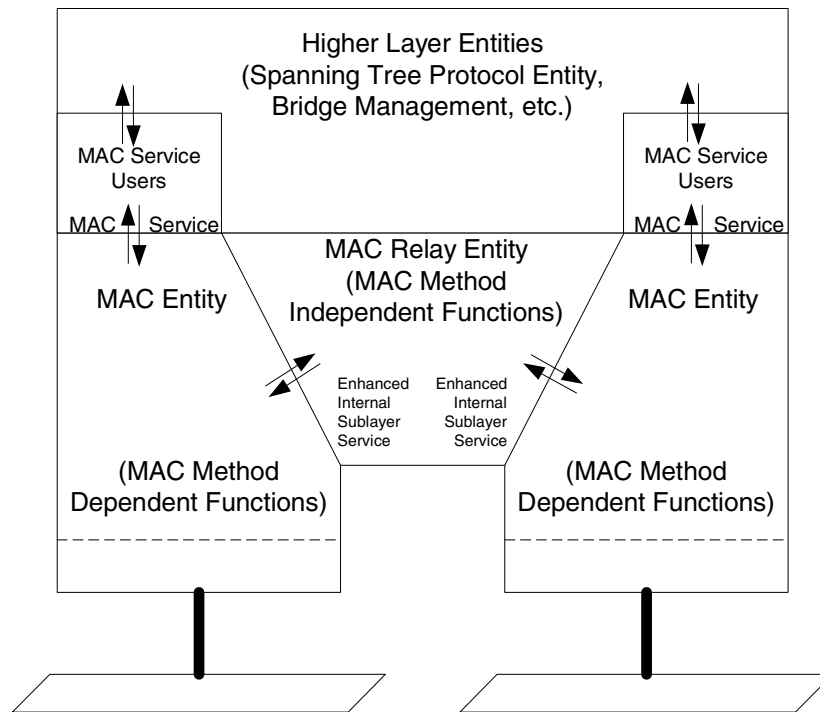 Higher Layer Entities
(Spanning Tree Protocol Entity,
Bridge Management, etc.)
MAC Service
Users
MAC Service
Users
MAC Service
MAC Service
MAC Relay Entity
(MAC Method
Independent Functions)
MAC Entity
MAC Entity
Enhanced
Internal
Sublayer
Service
Enhanced
Internal
Sublayer
Service
(MAC Method
Dependent Functions)
(MAC Method
Dependent Functions)